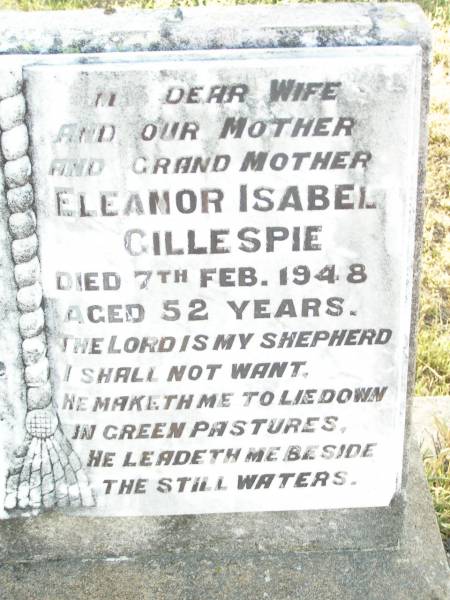 DEAR WIFE
AND OUR MOTHER
AND GRAND MOTHER
ELEANOR ISABEL
GILLESPIE
DIED 7TH FEB. 1948
AGED 52 YEARS.
THE LORD IS MY SHEPHERD
I SHALL NOT WANT,
HE MAKETH ME TO LIE DOWN
IN GREEN PASTURES,
HE LEADETH ME BESIDE
THE STILL WATERS.